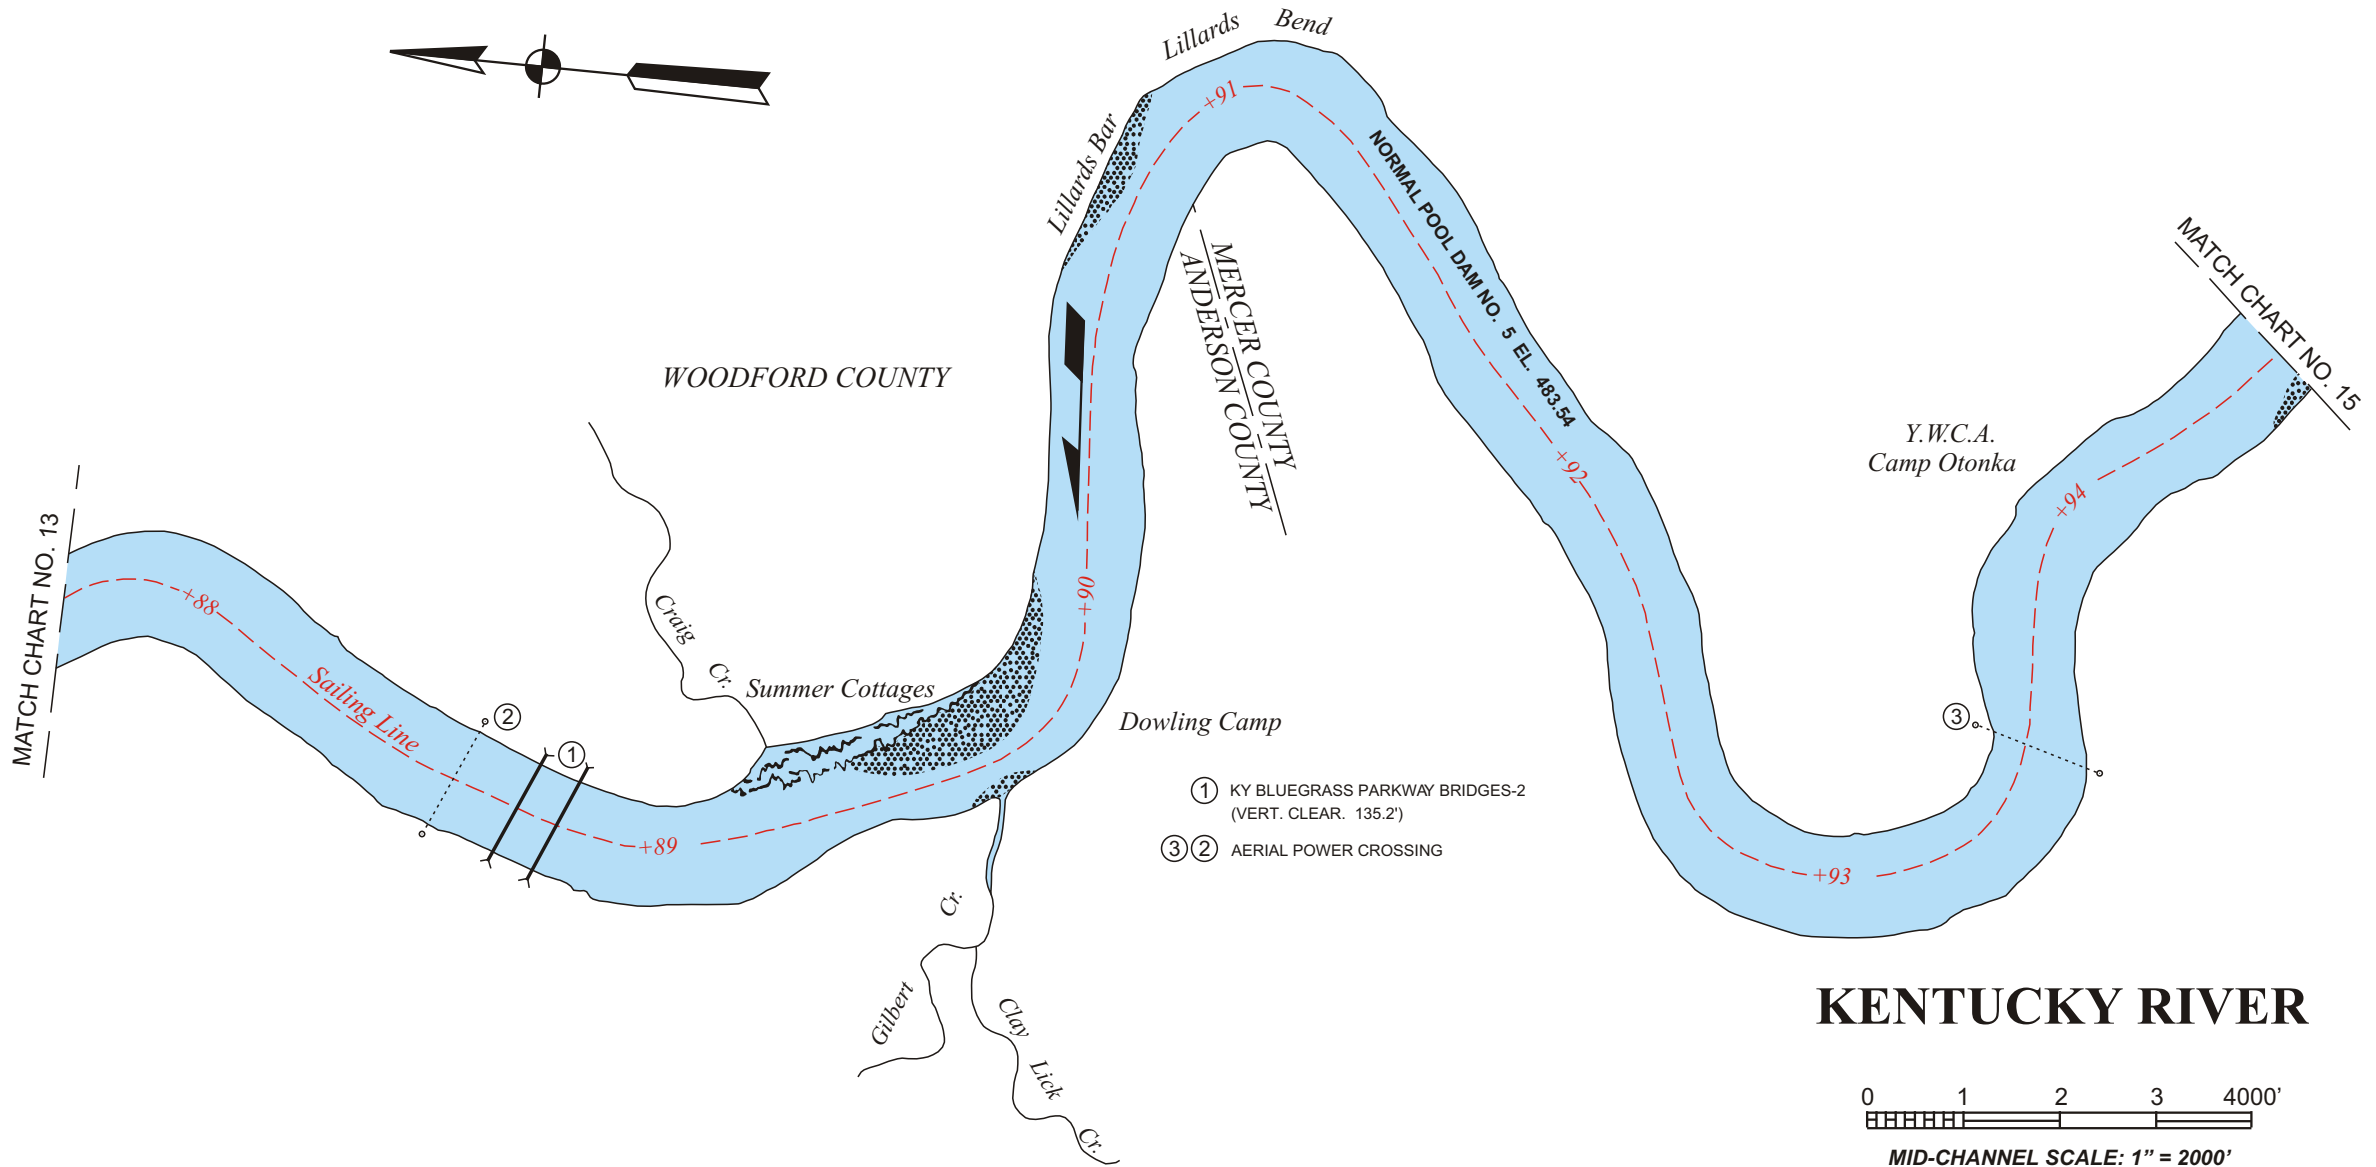 Lillards Bend
Lillards Bar
+91
NORMAL POOL DAM NO. 5 EL. 483.54
MATCH CHART NO. 15
MERCER COUNTY
ANDERSON COUNTY
WOODFORD COUNTY
Y.W.C.A.
Camp Otonka
+92
+94
MATCH CHART NO. 13
+88
+90
Craig Cr.
Sailing Line
Summer Cottages
2
1
3
Dowling Camp
1 KY BLUEGRASS PARKWAY BRIDGES-2
(VERT. CLEAR. 135.2')
3 2 AERIAL POWER CROSSING
+89
+93
Gilbert Cr.
Clay Lick Cr.
KENTUCKY RIVER
0 1 2 3 4000'
MID-CHANNEL SCALE: 1" = 2000'